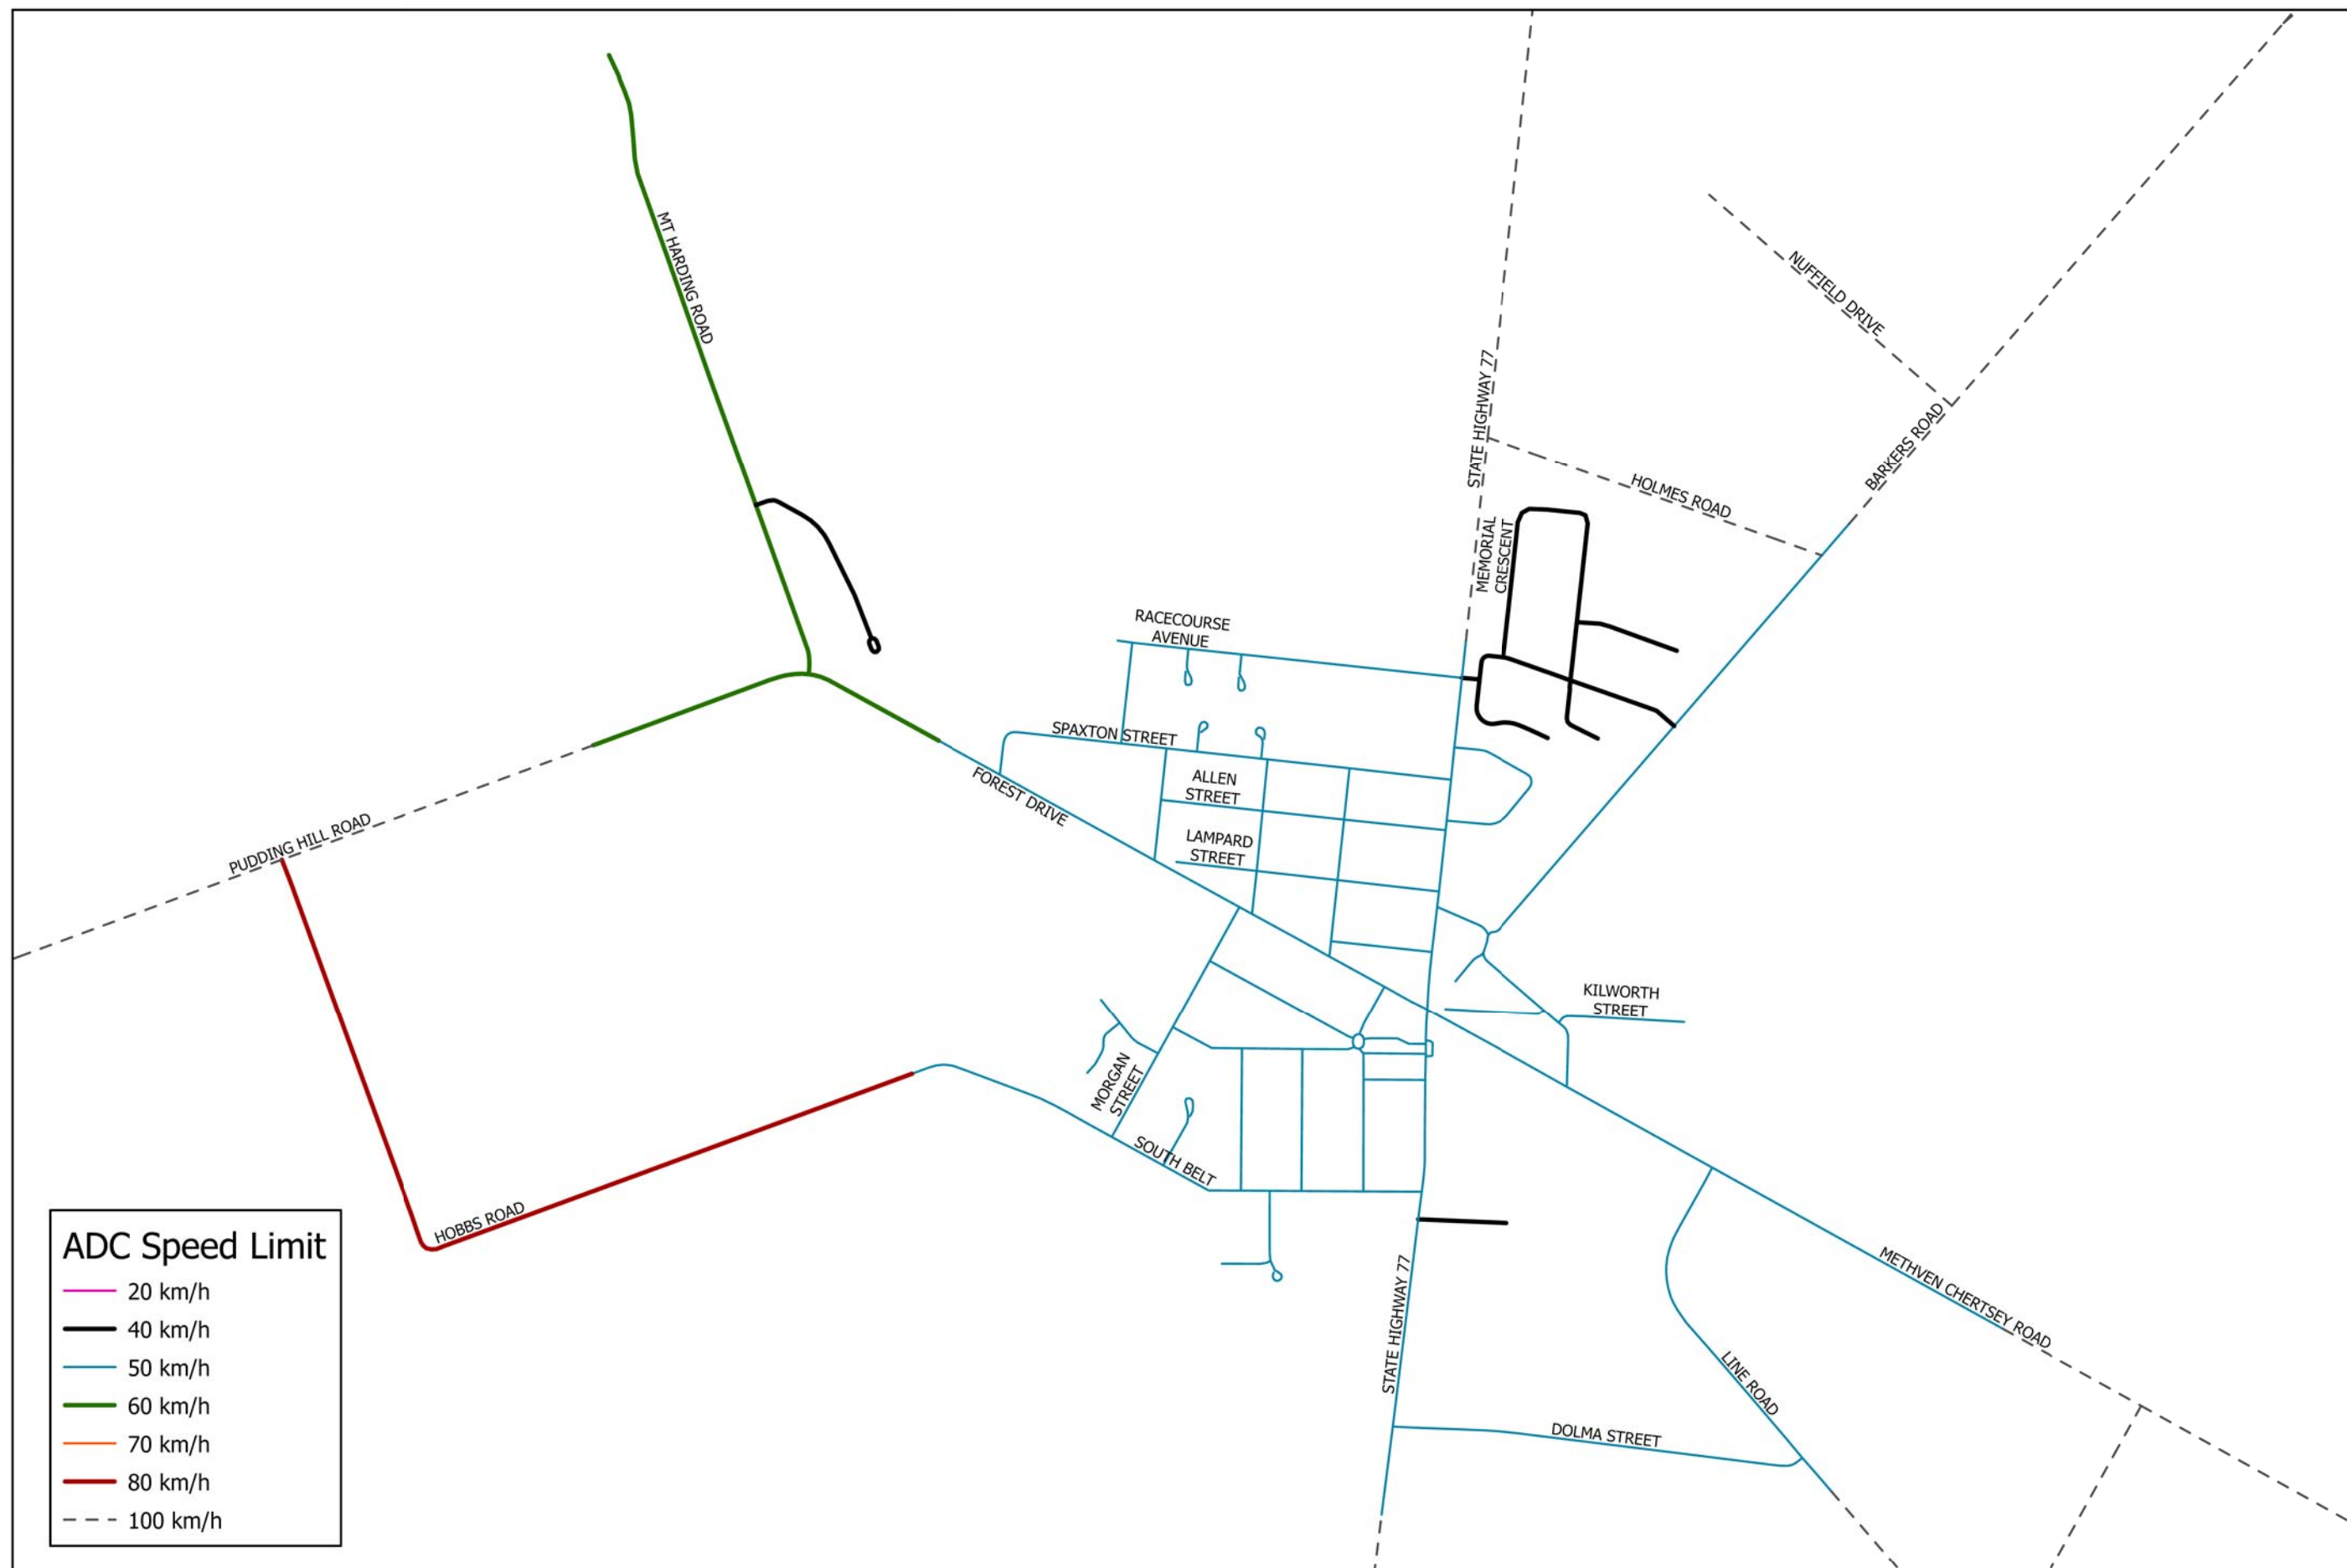 MT HARDING ROAD
NUFFIELD DRIVE
STATE HIGHWAY 77
BARKERS ROAD
HOLMES ROAD
MEMORIAL
CRESCENT
RACECOURSE
AVENUE
SPAXTON STREET
FOREST DRIVE
ALLEN
STREET
LAMPARD
STREET
PUDDING HILL ROAD
KILWORTH
STREET
MORGAN
STREET
SOUTH BELT
HOBBS ROAD
STATE HIGHWAY 77
METHVEN CHERTSEY ROAD
LINE ROAD
DOLMA STREET
ADC Speed Limit
20 km/h
40 km/h
50 km/h
60 km/h
70 km/h
80 km/h
100 km/h